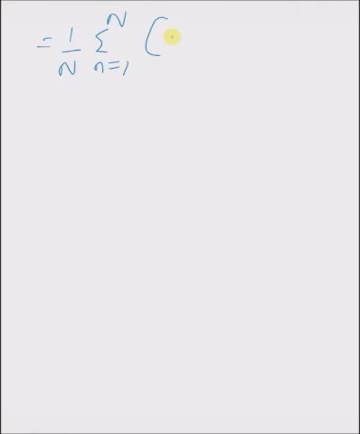 = 1/N Σ_{n=1}^{N} (